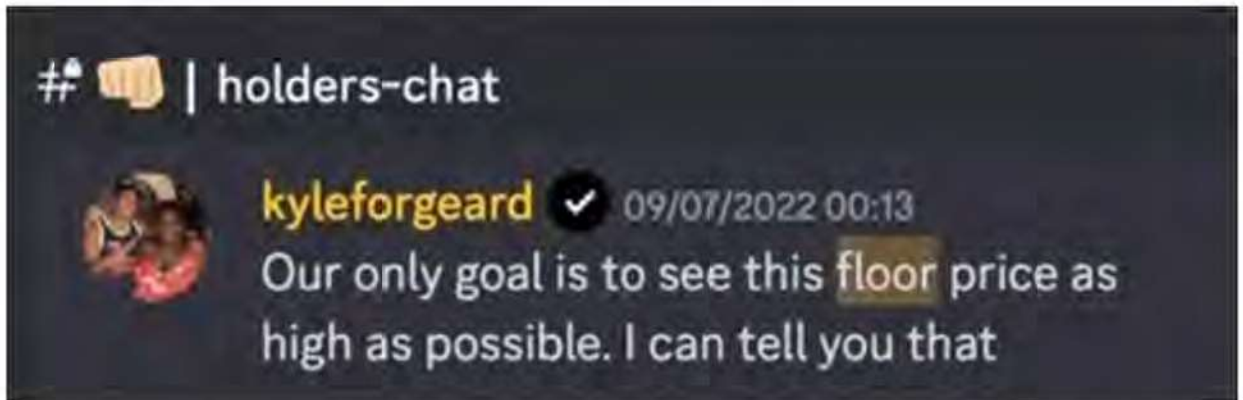 # 👊🏼 | holders-chat
kyleforgeard 09/07/2022 00:13
Our only goal is to see this floor price as
high as possible. I can tell you that